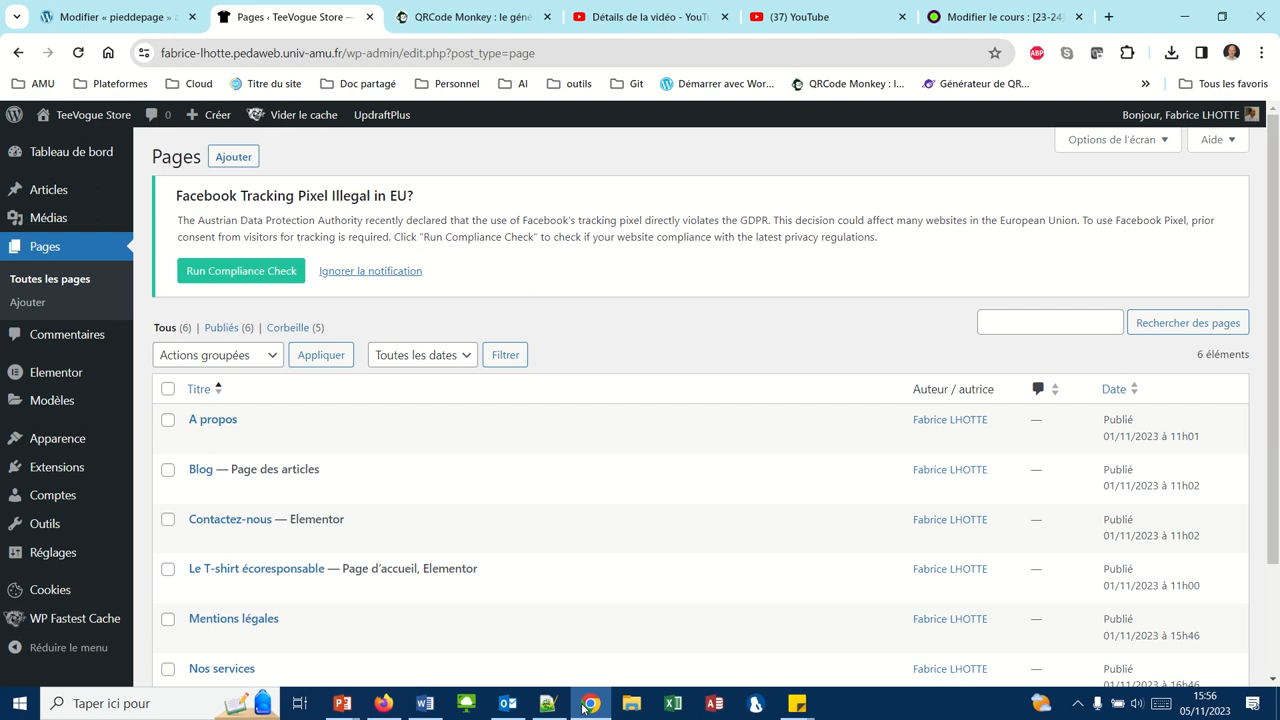 Modifier « pieddepage »
Pages ‹ TeeVogue Store —
QRCode Monkey : le géné
Détails de la vidéo - YouTu
(37) YouTube
Modifier le cours : [23-24]
fabrice-lhotte.pedaweb.univ-amu.fr/wp-admin/edit.php?post_type=page
ABP
AMU
Plateformes
Cloud
Titre du site
Doc partagé
Personnel
AI
outils
Git
Démarrer avec Wor...
QRCode Monkey: l...
Générateur de QR...
Tous les favoris
TeeVogue Store
0
Créer
Vider le cache
UpdraftPlus
Bonjour, Fabrice LHOTTE
Options de l'écran
Aide
Tableau de bord
Articles
Médias
Pages
Toutes les pages
Ajouter
Commentaires
Elementor
Modèles
Apparence
Extensions
Comptes
Outils
Réglages
Cookies
WP Fastest Cache
Réduire le menu
Pages
Ajouter
Facebook Tracking Pixel Illegal in EU?
The Austrian Data Protection Authority recently declared that the use of Facebook's tracking pixel directly violates the GDPR. This decision could affect many websites in the European Union. To use Facebook Pixel, prior
consent from visitors for tracking is required. Click "Run Compliance Check" to check if your website compliance with the latest privacy regulations.
Run Compliance Check
Ignorer la notification
Tous (6) | Publiés (6) | Corbeille (5)
Rechercher des pages
Actions groupées
Appliquer
Toutes les dates
Filtrer
6 éléments
Titre
Auteur / autrice
Date
A propos
Fabrice LHOTTE
—
Publié
01/11/2023 à 11h01
Blog — Page des articles
Fabrice LHOTTE
—
Publié
01/11/2023 à 11h02
Contactez-nous — Elementor
Fabrice LHOTTE
—
Publié
01/11/2023 à 11h02
Le T-shirt écoresponsable — Page d'accueil, Elementor
Fabrice LHOTTE
—
Publié
01/11/2023 à 11h00
Mentions légales
Fabrice LHOTTE
—
Publié
01/11/2023 à 15h46
Nos services
Fabrice LHOTTE
—
Publié
01/11/2023 à 16h46
Taper ici pour
15:56
05/11/2023